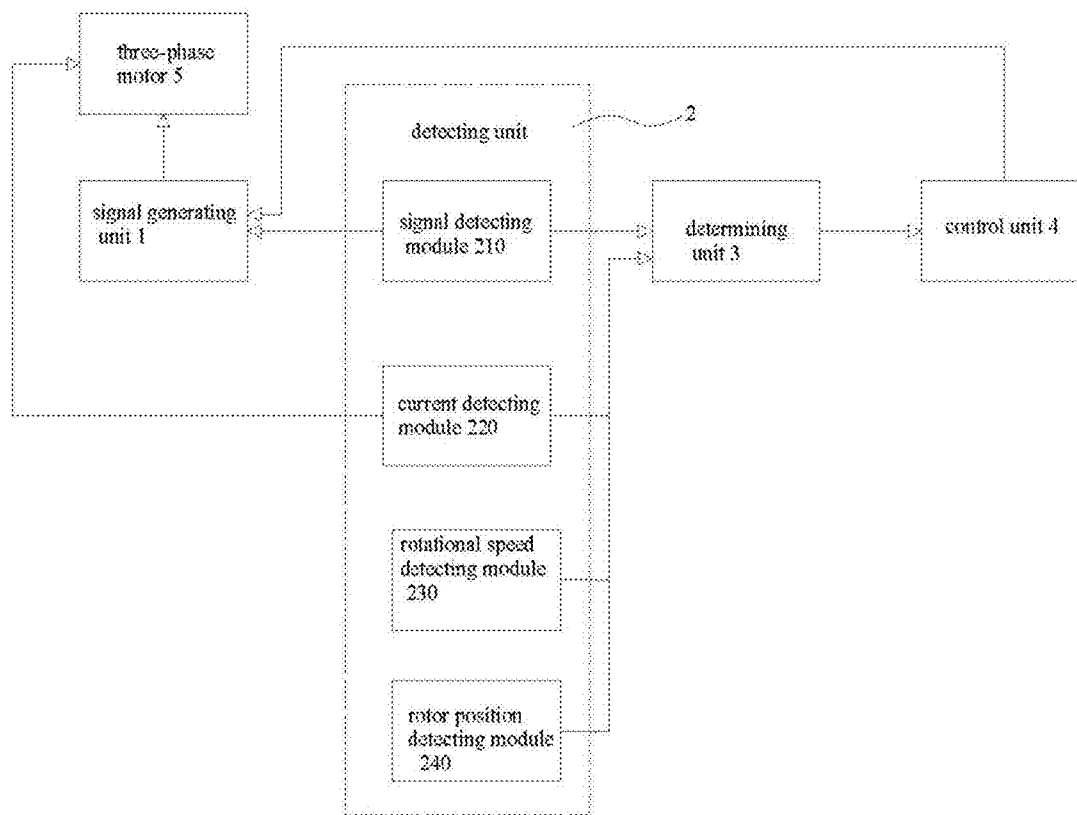 three-phase
motor 5
detecting unit
2
signal generating
unit 1
signal detecting
module 210
determining
unit 3
control unit 4
current detecting
module 220
rotational speed
detecting module
230
rotor position
detecting module
240